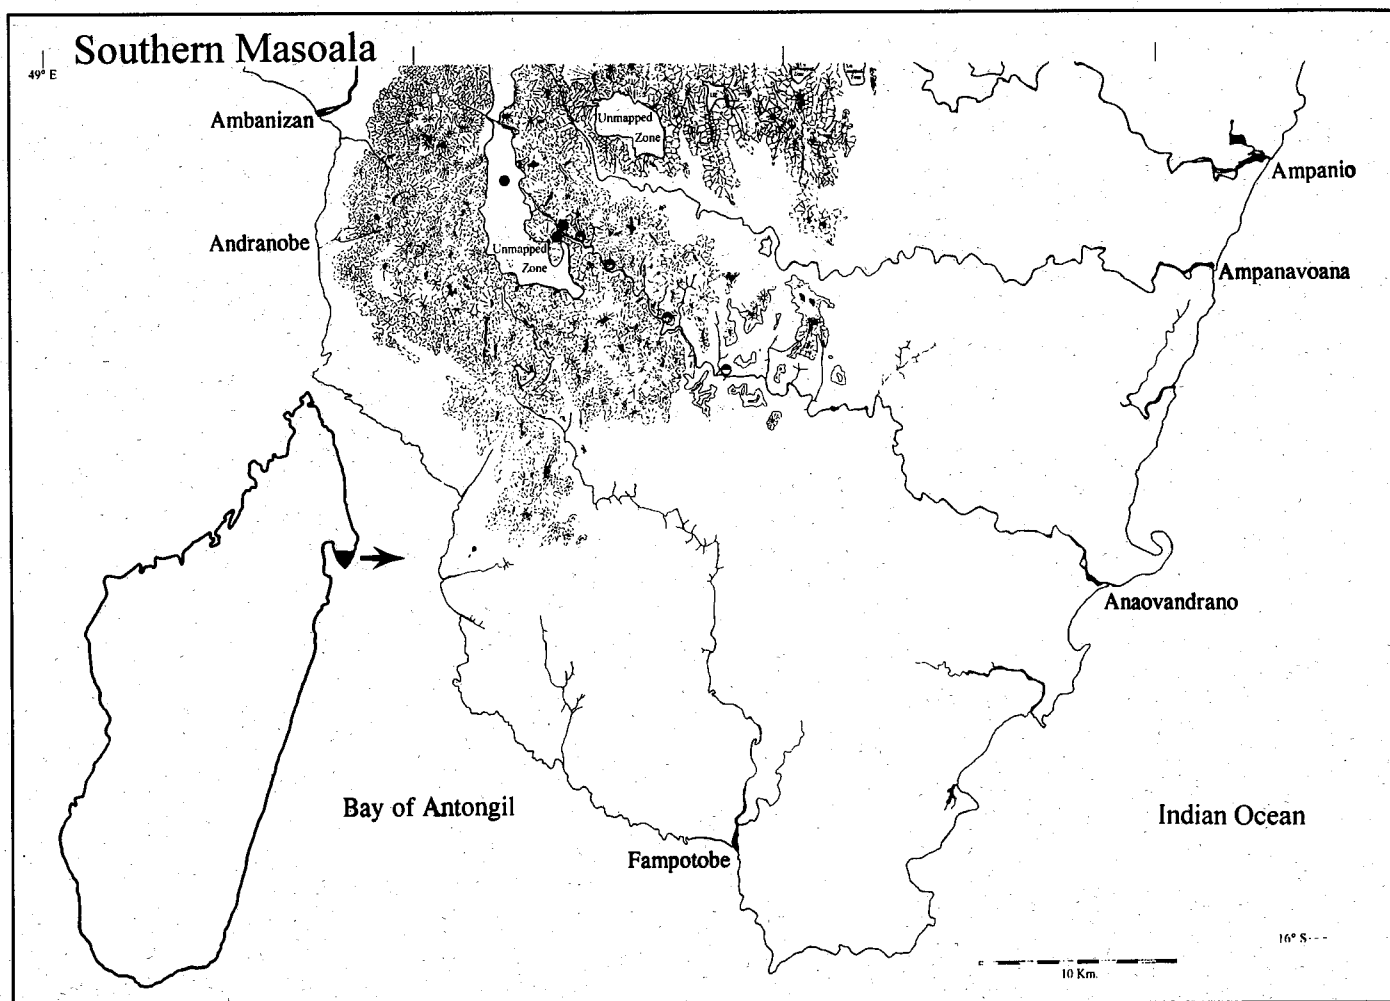 Southern Masoala
49° E
Ambanizan
Unmapped
Zone
Ampanio
Andranobe
Unmapped
Zone
Ampanavoana
Anaovandrano
Bay of Antongil
Indian Ocean
Fampotobe
16° S
10 Km.